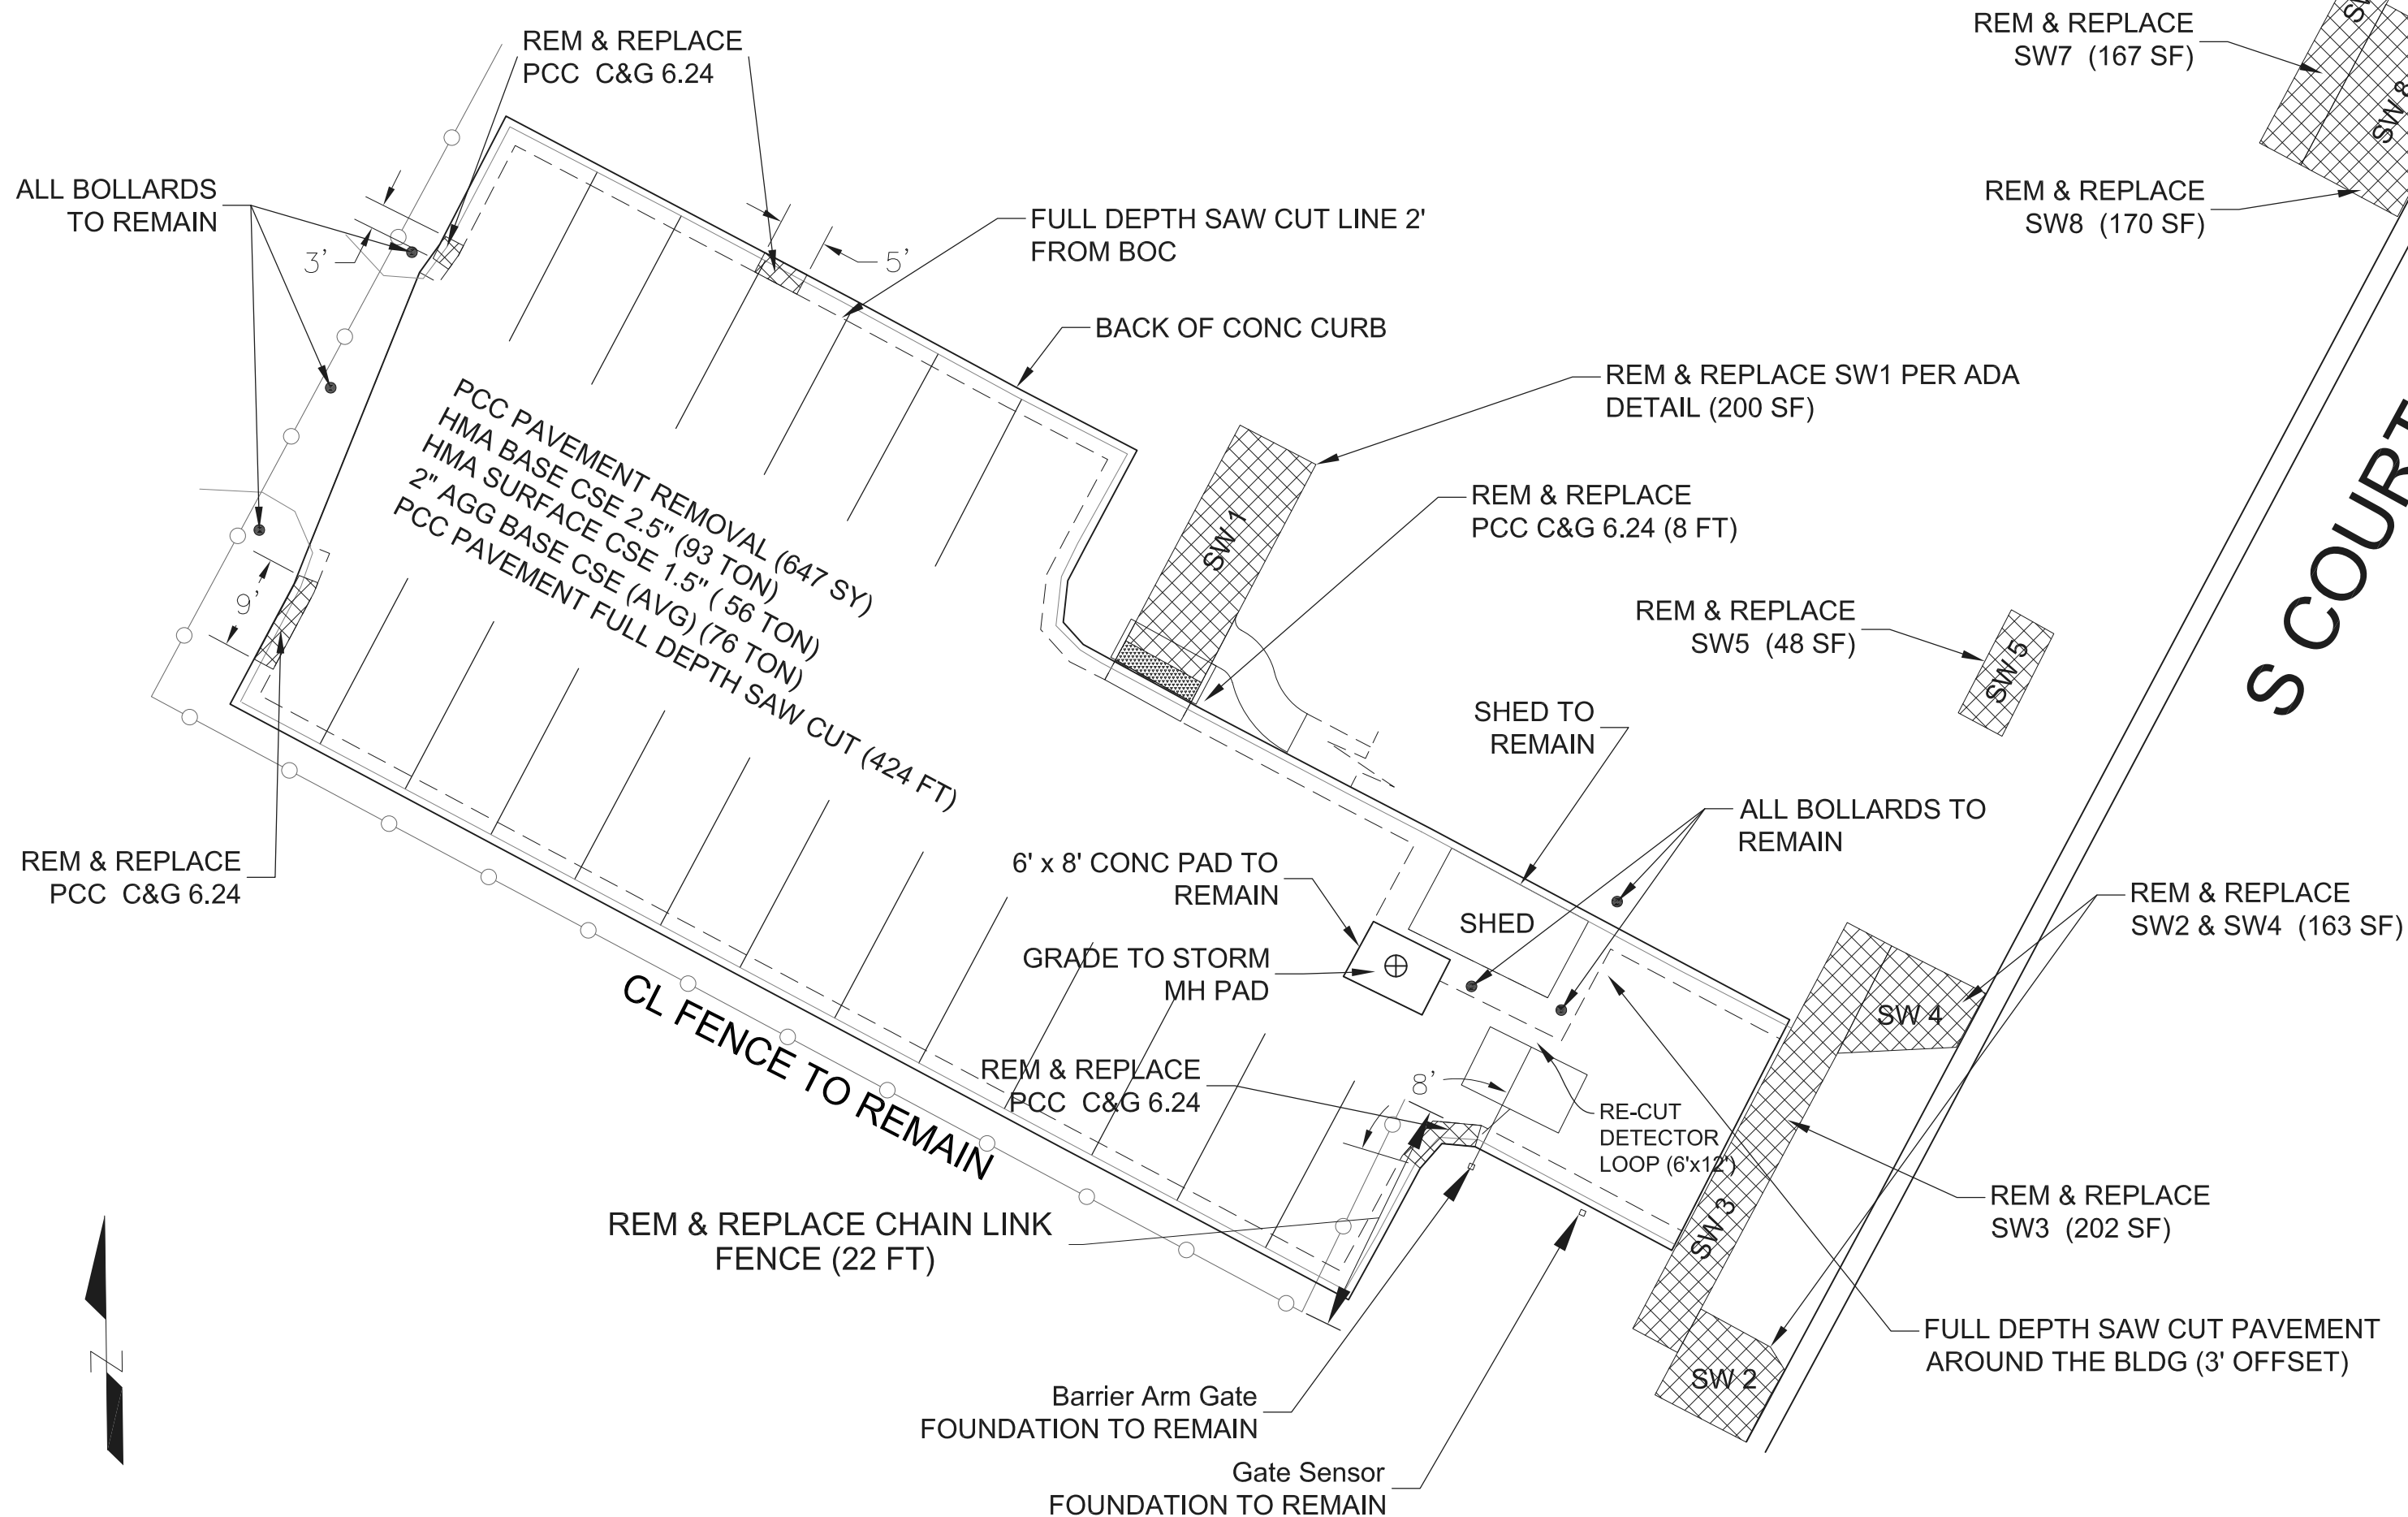 REM & REPLACE
PCC C&G 6.24
REM & REPLACE
SW7 (167 SF)
SW 8
ALL BOLLARDS
TO REMAIN
REM & REPLACE
SW8 (170 SF)
3'
5'
FULL DEPTH SAW CUT LINE 2'
FROM BOC
BACK OF CONC CURB
REM & REPLACE SW1 PER ADA
DETAIL (200 SF)
S COURT
PCC PAVEMENT REMOVAL (647 SY)
HMA BASE CSE 2.5" (93 TON)
HMA SURFACE CSE 1.5" ( 56 TON)
2" AGG BASE CSE (AVG) (76 TON)
PCC PAVEMENT FULL DEPTH SAW CUT (424 FT)
SW 1
REM & REPLACE
PCC C&G 6.24 (8 FT)
9'
REM & REPLACE
SW5 (48 SF)
SW 5
SHED TO
REMAIN
ALL BOLLARDS TO
REMAIN
REM & REPLACE
PCC C&G 6.24
6' x 8' CONC PAD TO
REMAIN
SHED
REM & REPLACE
SW2 & SW4 (163 SF)
GRADE TO STORM
MH PAD
SW 4
CL FENCE TO REMAIN
REM & REPLACE
PCC C&G 6.24
8'
RE-CUT
DETECTOR
LOOP (6'x12')
REM & REPLACE
SW3 (202 SF)
SW 3
REM & REPLACE CHAIN LINK
FENCE (22 FT)
FULL DEPTH SAW CUT PAVEMENT
AROUND THE BLDG (3' OFFSET)
SW 2
N
Barrier Arm Gate
FOUNDATION TO REMAIN
Gate Sensor
FOUNDATION TO REMAIN